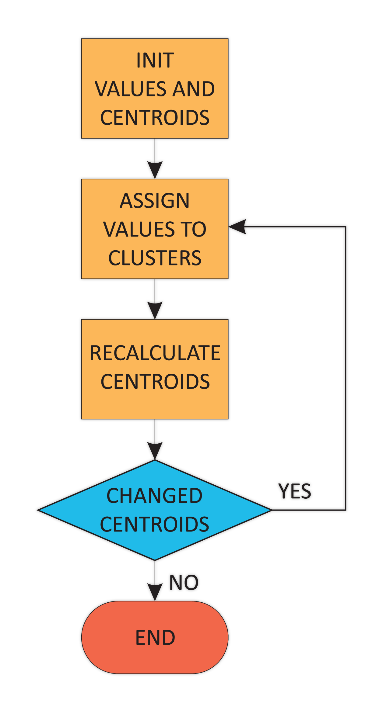 INIT
VALUES AND
CENTROIDS
ASSIGN
VALUES TO
CLUSTERS
RECALCULATE
CENTROIDS
CHANGED
CENTROIDS
YES
NO
END